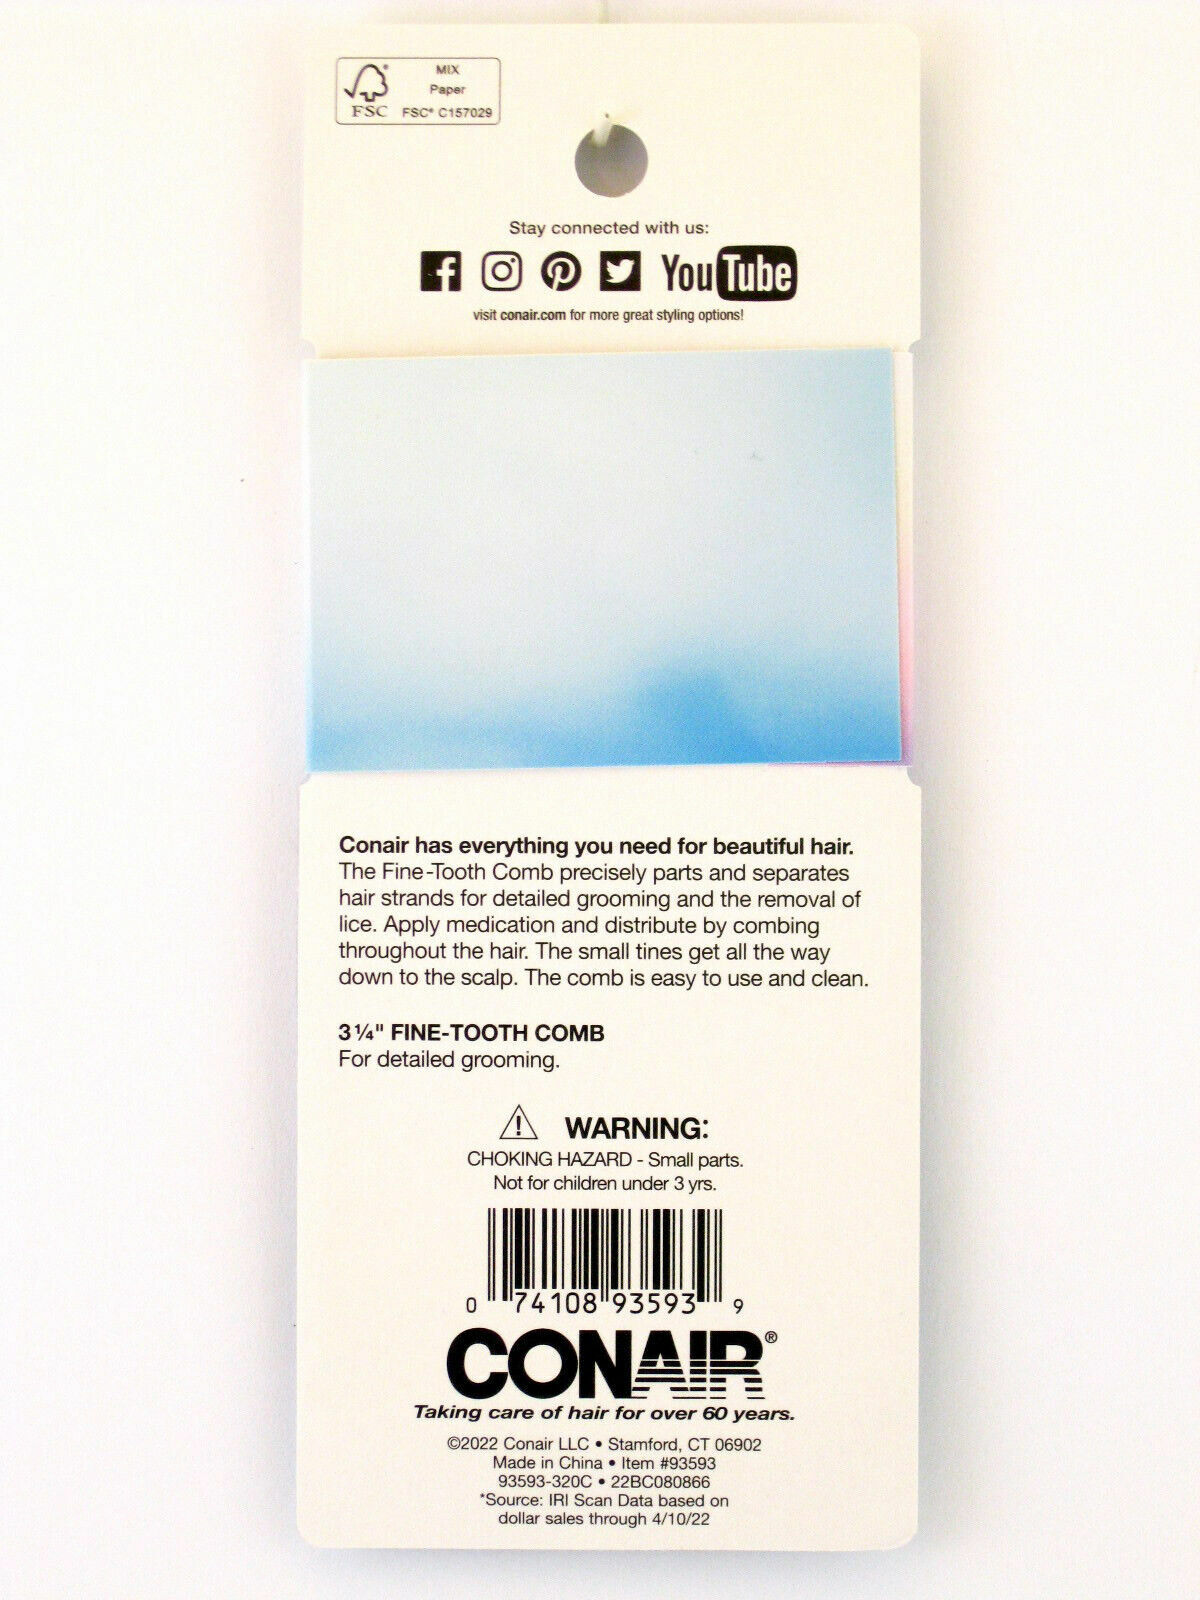 MIX
Paper
FSC FSC® C157029
Stay connected with us:
You Tube
visit conair.com for more great styling options!
Conair has everything you need for beautiful hair.
The Fine-Tooth Comb precisely parts and separates
hair strands for detailed grooming and the removal of
lice. Apply medication and distribute by combing
throughout the hair. The small tines get all the way
down to the scalp. The comb is easy to use and clean.
3 ¼" FINE-TOOTH COMB
For detailed grooming.
WARNING:
CHOKING HAZARD - Small parts.
Not for children under 3 yrs.
0 74108 93593 9
CONAIR®
Taking care of hair for over 60 years.
©2022 Conair LLC • Stamford, CT 06902
Made in China • Item #93593
93593-320C • 22BC080866
*Source: IRI Scan Data based on
dollar sales through 4/10/22